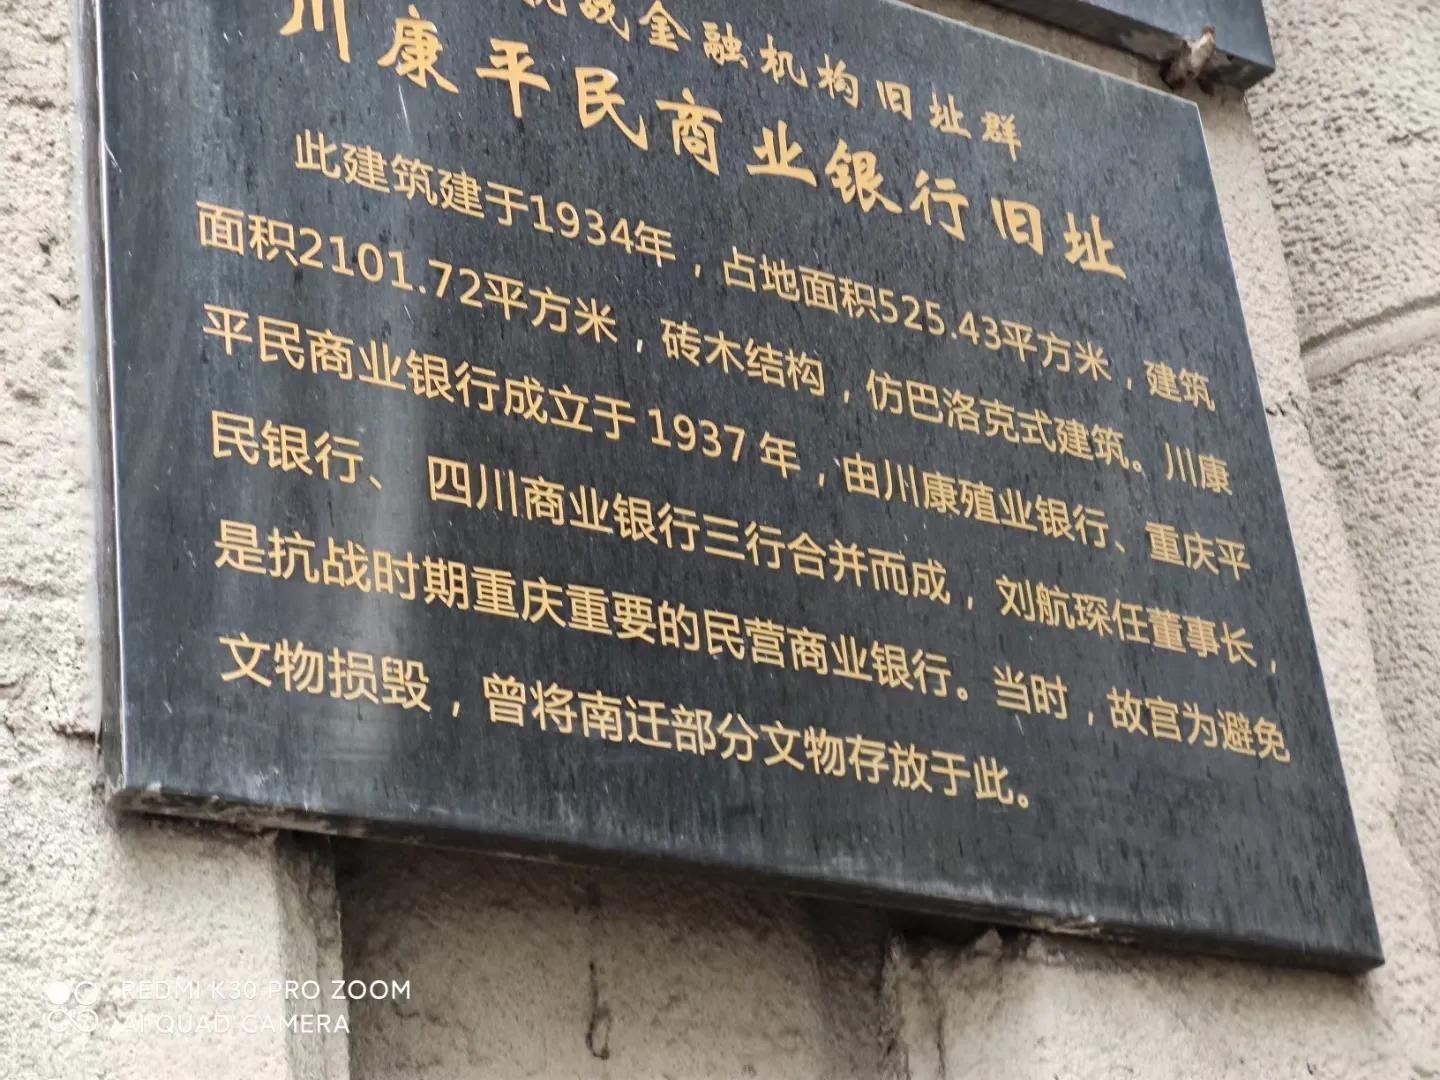 金融机构旧址群
川康平民商业银行旧址
此建筑建于1934年，占地面积525.43平方米，建筑
面积2101.72平方米，砖木结构，仿巴洛克式建筑。川康
平民商业银行成立于1937年，由川康殖业银行、重庆平
民银行、四川商业银行三行合并而成，刘航琛任董事长，
是抗战时期重庆重要的民营商业银行。当时，故宫为避免
文物损毁，曾将南迁部分文物存放于此。
REDMI K30 PRO ZOOM
AI QUAD CAMERA